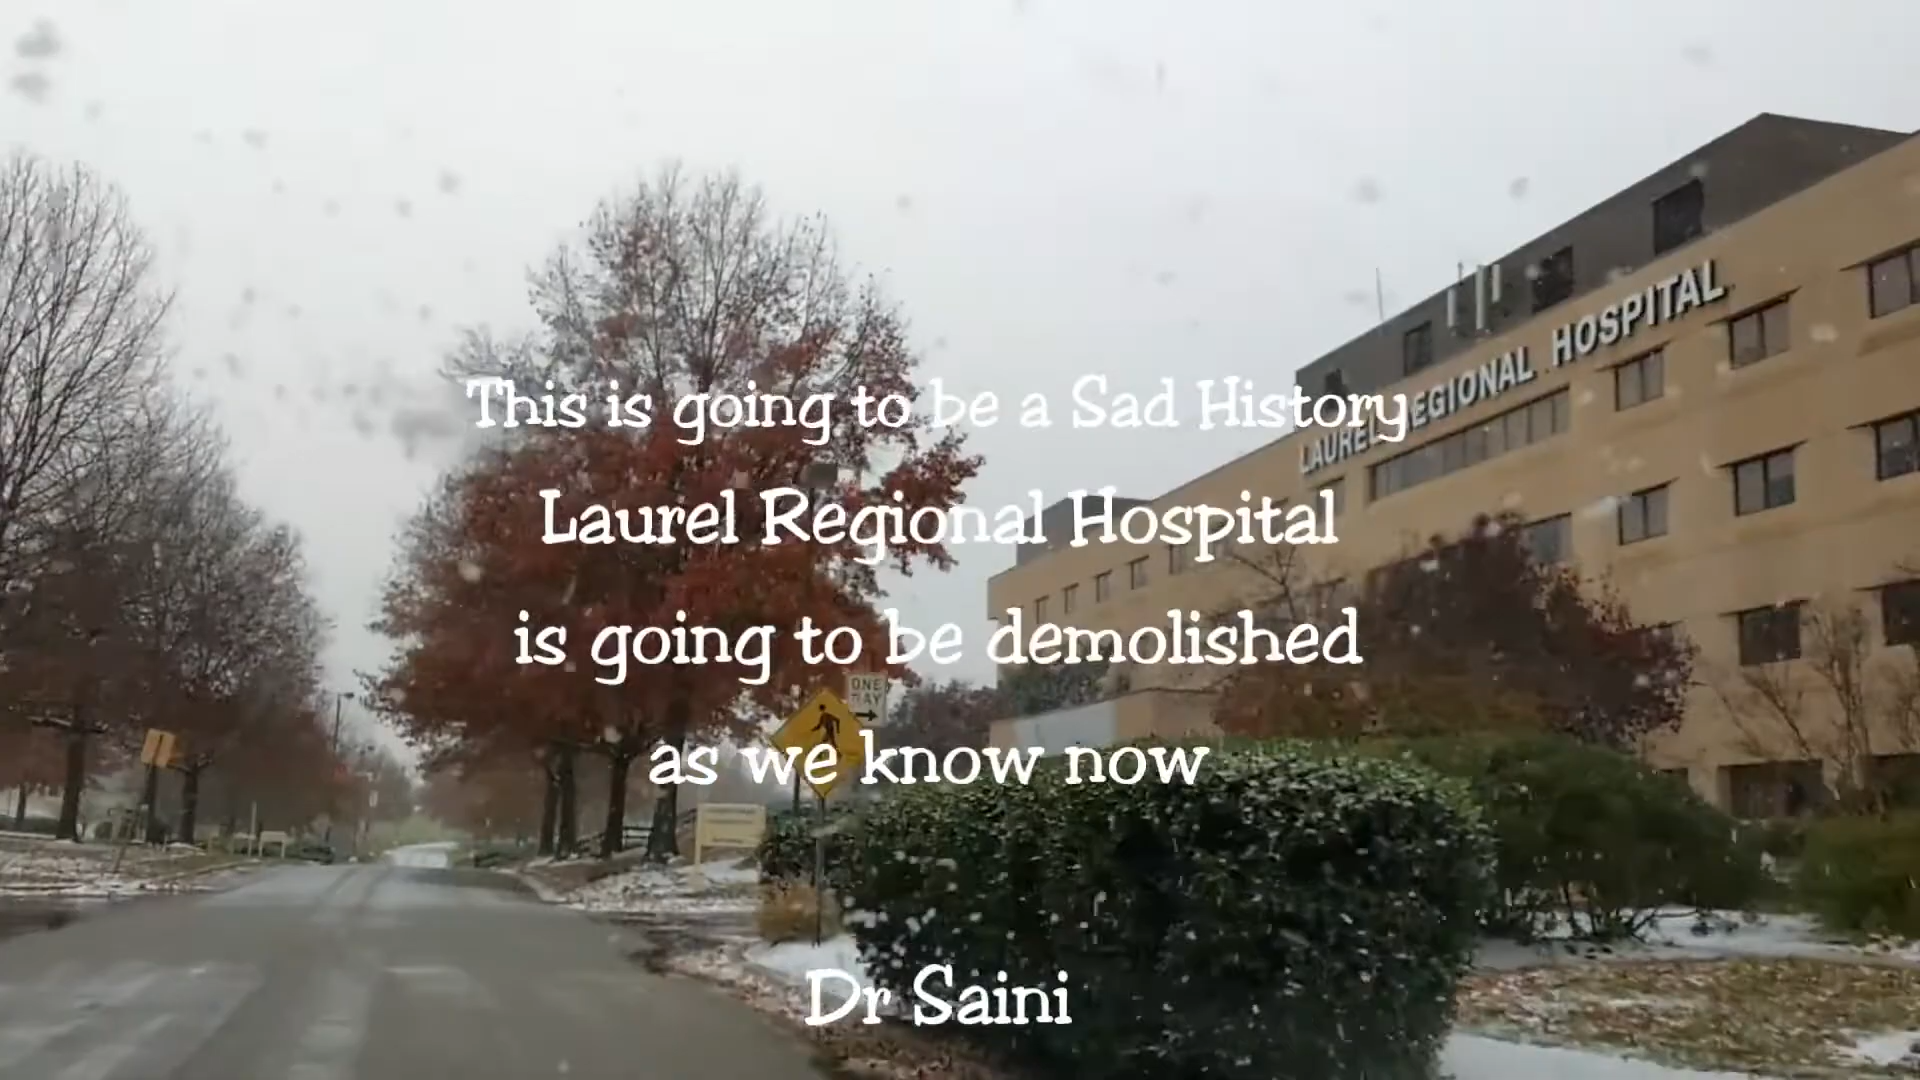 This is going to be a Sad History
Laurel Regional Hospital
is going to be demolished
as we know now
Dr Saini
LAUREL REGIONAL HOSPITAL
ONE
WAY